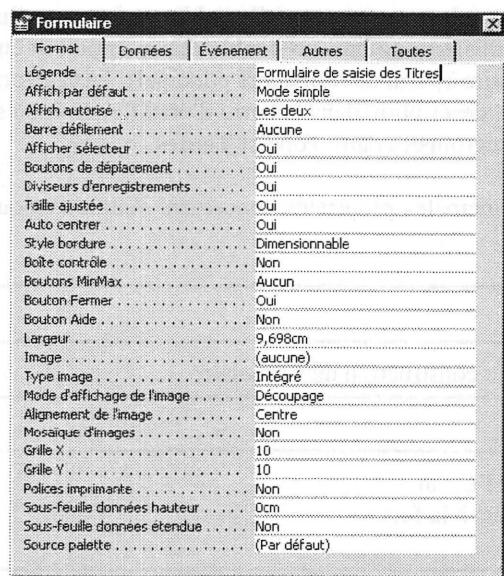 Formulaire
Format Données Événement Autres Toutes
Légende . . . . . . . . . . . . . . . . . Formulaire de saisie des Titres
Affich par défaut . . . . . . . . . . . . Mode simple
Affich autorisé . . . . . . . . . . . . . Les deux
Barre défilement . . . . . . . . . . . . Aucune
Afficher sélecteur . . . . . . . . . . . Oui
Boutons de déplacement . . . . . . . Oui
Diviseurs d'enregistrements . . . . . Oui
Taille ajustée . . . . . . . . . . . . . . Oui
Auto centrer . . . . . . . . . . . . . . Oui
Style bordure . . . . . . . . . . . . . . Dimensionnable
Boîte contrôle . . . . . . . . . . . . . Non
Boutons MinMax . . . . . . . . . . . . Aucun
Bouton Fermer . . . . . . . . . . . . . Oui
Bouton Aide . . . . . . . . . . . . . . Non
Largeur . . . . . . . . . . . . . . . . . 9,698cm
Image . . . . . . . . . . . . . . . . . . (aucune)
Type image . . . . . . . . . . . . . . . Intégré
Mode d'affichage de l'image . . . . . Découpage
Alignement de l'image . . . . . . . . . Centre
Mosaïque d'images . . . . . . . . . . . Non
Grille X . . . . . . . . . . . . . . . . . 10
Grille Y . . . . . . . . . . . . . . . . . 10
Polices imprimante . . . . . . . . . . . Non
Sous-feuille données hauteur . . . . . 0cm
Sous-feuille données étendue . . . . . Non
Source palette . . . . . . . . . . . . . (Par défaut)